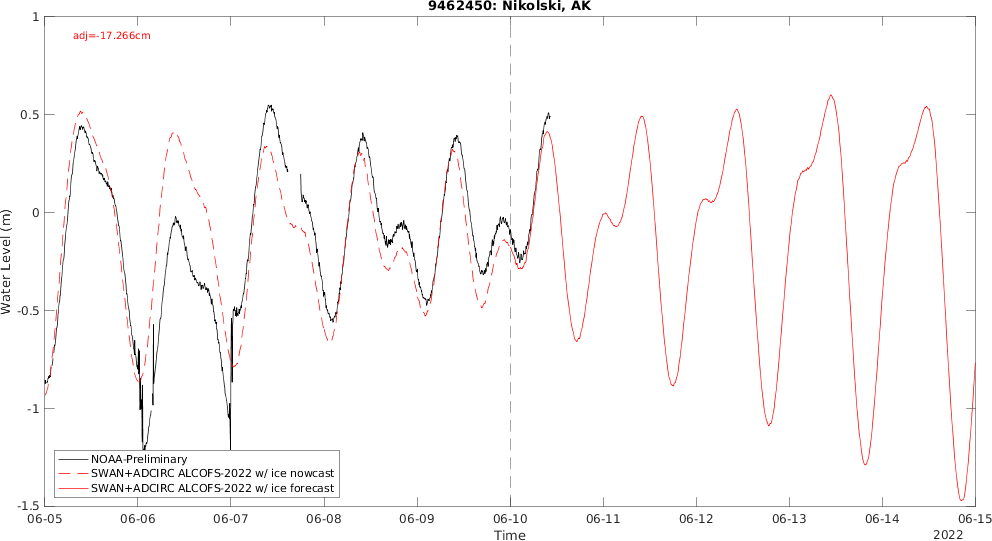 9462450: Nikolski, AK
adj=-17.266cm
1
0.5
0
-0.5
-1
-1.5
Water Level (m)
NOAA-Preliminary
SWAN+ADCIRC ALCOFS-2022 w/ ice nowcast
SWAN+ADCIRC ALCOFS-2022 w/ ice forecast
06-05 06-06 06-07 06-08 06-09 06-10 06-11 06-12 06-13 06-14 06-15
Time
2022